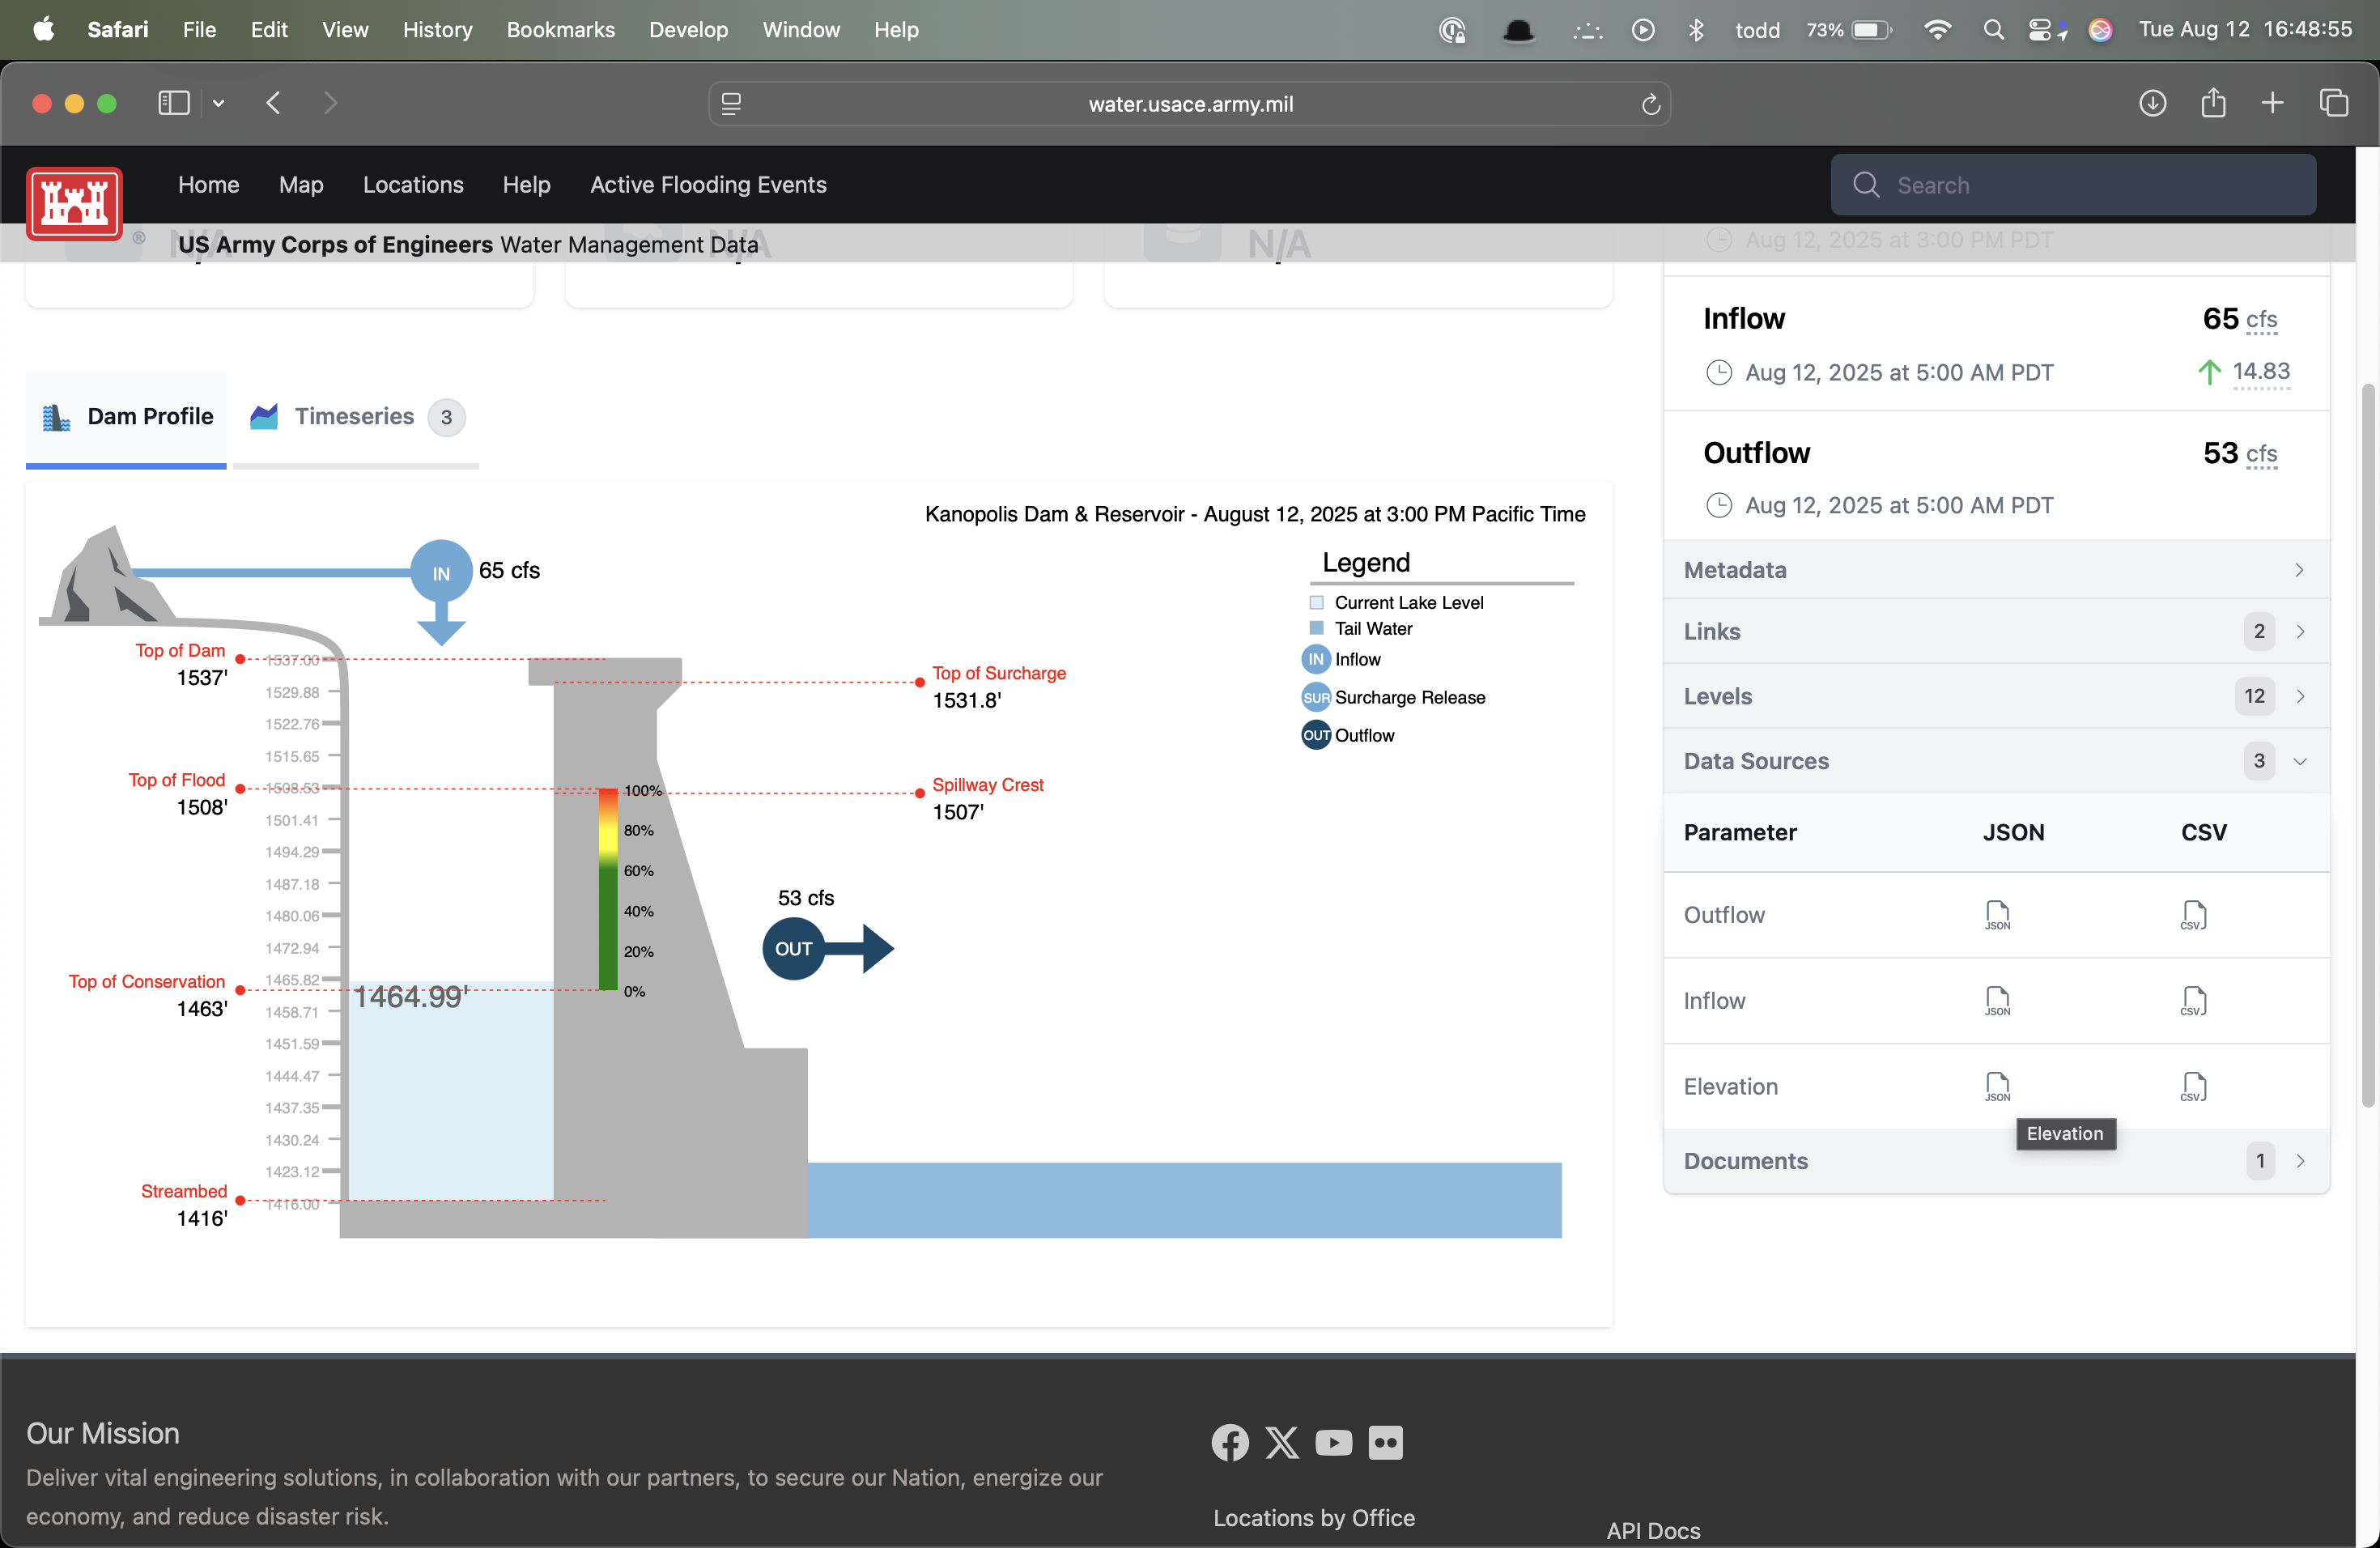 Safari File Edit View History Bookmarks Develop Window Help todd 73% Tue Aug 12 16:48:55
water.usace.army.mil
Home Map Locations Help Active Flooding Events Search
®
US Army Corps of Engineers Water Management Data
N/A N/A N/A
Aug 12, 2025 at 3:00 PM PDT
Inflow 65 cfs
Aug 12, 2025 at 5:00 AM PDT 14.83
Outflow 53 cfs
Aug 12, 2025 at 5:00 AM PDT
Metadata
Links 2
Levels 12
Data Sources 3
Parameter JSON CSV
Outflow JSON CSV
Inflow JSON CSV
Elevation JSON CSV
Elevation
Documents 1
Dam Profile
Timeseries 3
Kanopolis Dam & Reservoir - August 12, 2025 at 3:00 PM Pacific Time
IN 65 cfs
Legend
Current Lake Level
Tail Water
IN Inflow
SUR Surcharge Release
OUT Outflow
Top of Dam
1537'
Top of Flood
1508'
Top of Conservation
1463'
Streambed
1416'
1537.00
1529.88
1522.76
1515.65
1508.53
1501.41
1494.29
1487.18
1480.06
1472.94
1465.82
1458.71
1451.59
1444.47
1437.35
1430.24
1423.12
1416.00
1464.99'
100%
80%
60%
40%
20%
0%
Top of Surcharge
1531.8'
Spillway Crest
1507'
53 cfs
OUT
Our Mission
Deliver vital engineering solutions, in collaboration with our partners, to secure our Nation, energize our
economy, and reduce disaster risk.
Locations by Office
API Docs